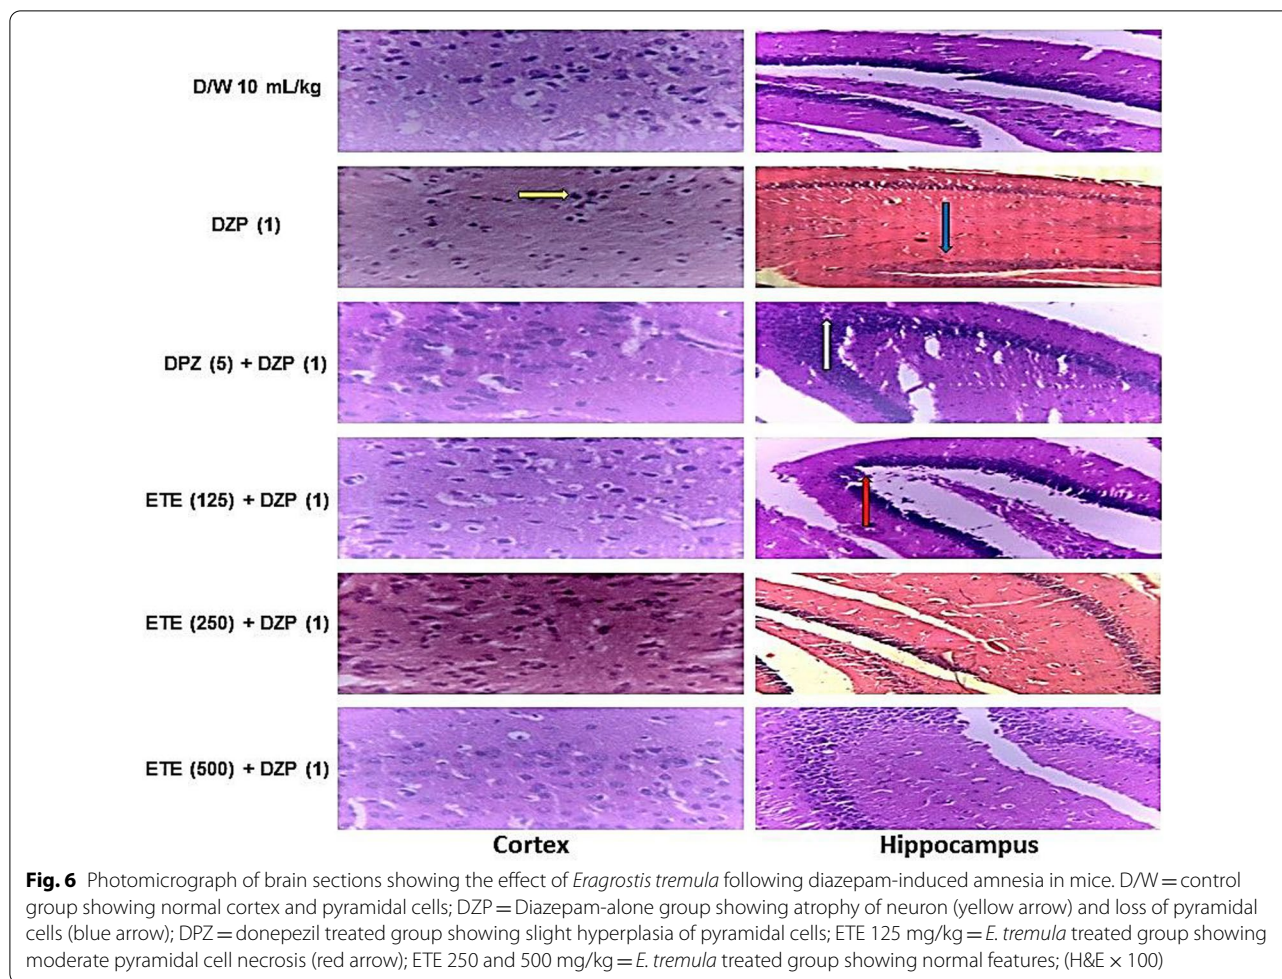 D/W 10 mL/kg
DZP (1)
DPZ (5) + DZP (1)
ETE (125) + DZP (1)
ETE (250) + DZP (1)
ETE (500) + DZP (1)
Cortex
Hippocampus
Fig. 6 Photomicrograph of brain sections showing the effect of Eragrostis tremula following diazepam-induced amnesia in mice. D/W = control
group showing normal cortex and pyramidal cells; DZP = Diazepam-alone group showing atrophy of neuron (yellow arrow) and loss of pyramidal
cells (blue arrow); DPZ = donepezil treated group showing slight hyperplasia of pyramidal cells; ETE 125 mg/kg = E. tremula treated group showing
moderate pyramidal cell necrosis (red arrow); ETE 250 and 500 mg/kg = E. tremula treated group showing normal features; (H&E × 100)